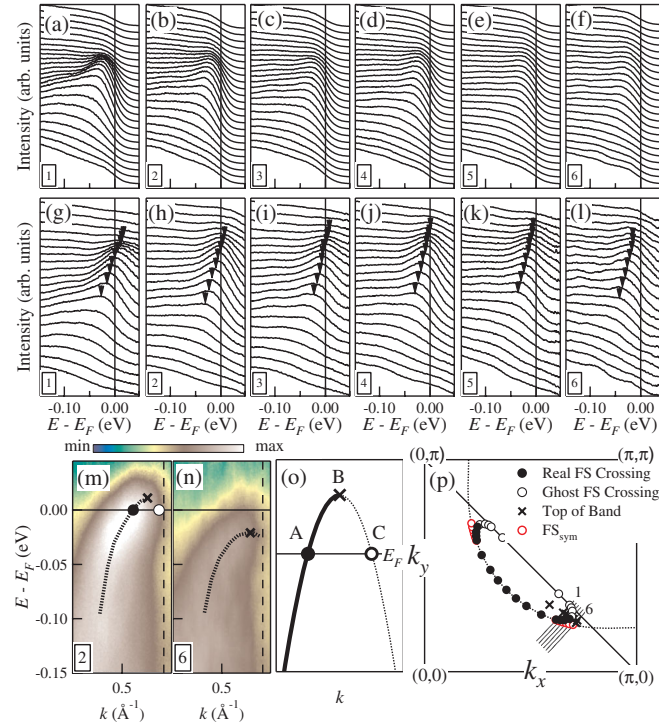 (a) (b) (c) (d) (e) (f)
Intensity (arb. units)
1 2 3 4 5 6
(g) (h) (i) (j) (k) (l)
Intensity (arb. units)
1 2 3 4 5 6
-0.10 0.00 -0.10 0.00 -0.10 0.00 -0.10 0.00 -0.10 0.00 -0.10 0.00
E - E_F (eV) E - E_F (eV) E - E_F (eV) E - E_F (eV) E - E_F (eV) E - E_F (eV)
min max
(m) (n) (o) (p)
E - E_F (eV)
0.00
-0.05
-0.10
-0.15
2 6
0.5 0.5
k (Å⁻¹) k (Å⁻¹)
B
A C
E_F
k
(0,π) (π,π)
Real FS Crossing
Ghost FS Crossing
Top of Band
FS_sym
k_y
1
6
(0,0) k_x (π,0)